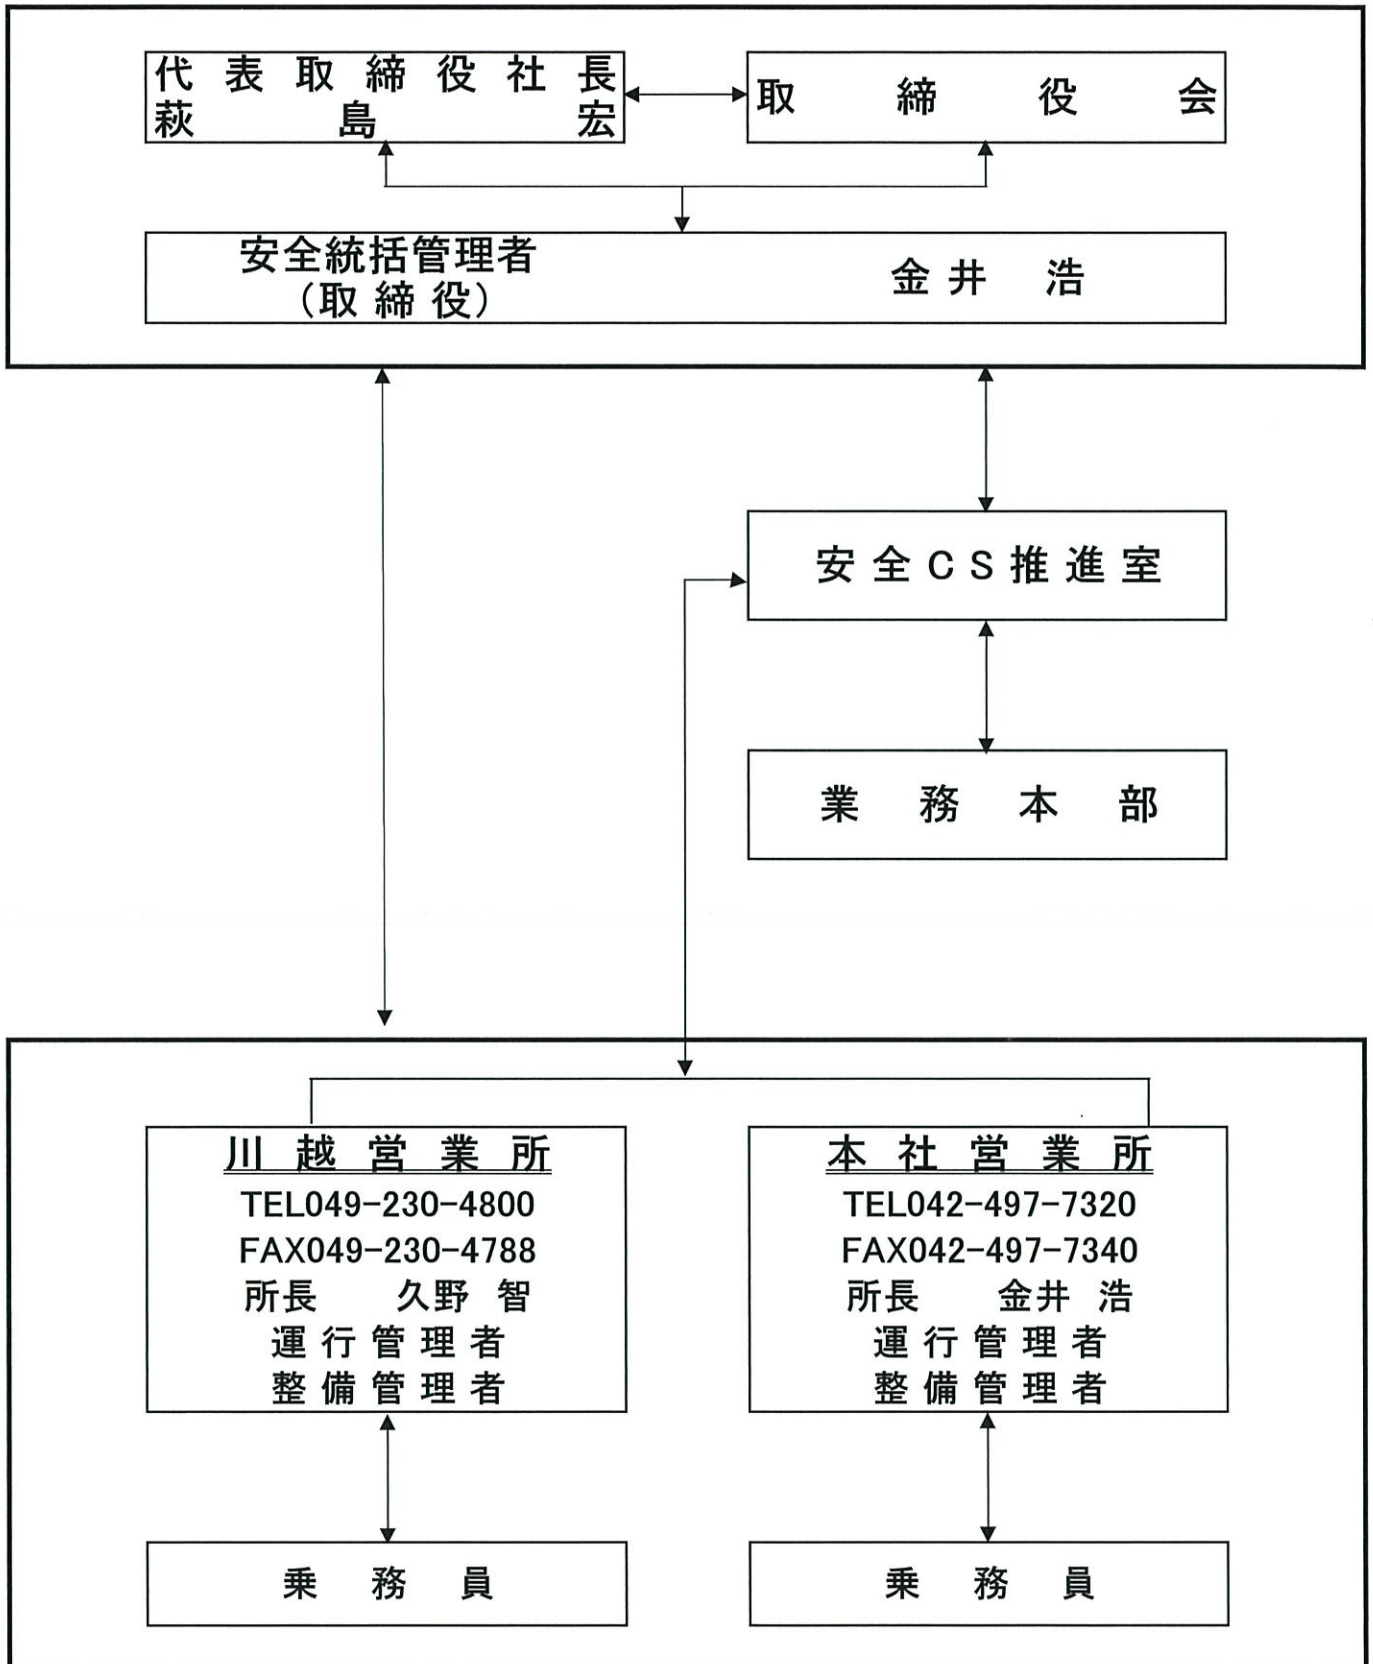 代表取締役社長
萩島宏
取締役会
安全統括管理者
（取締役）
金井 浩
安全CS推進室
業務本部
川越営業所
TEL049-230-4800
FAX049-230-4788
所長 久野 智
運行管理者
整備管理者
本社営業所
TEL042-497-7320
FAX042-497-7340
所長 金井 浩
運行管理者
整備管理者
乗務員
乗務員